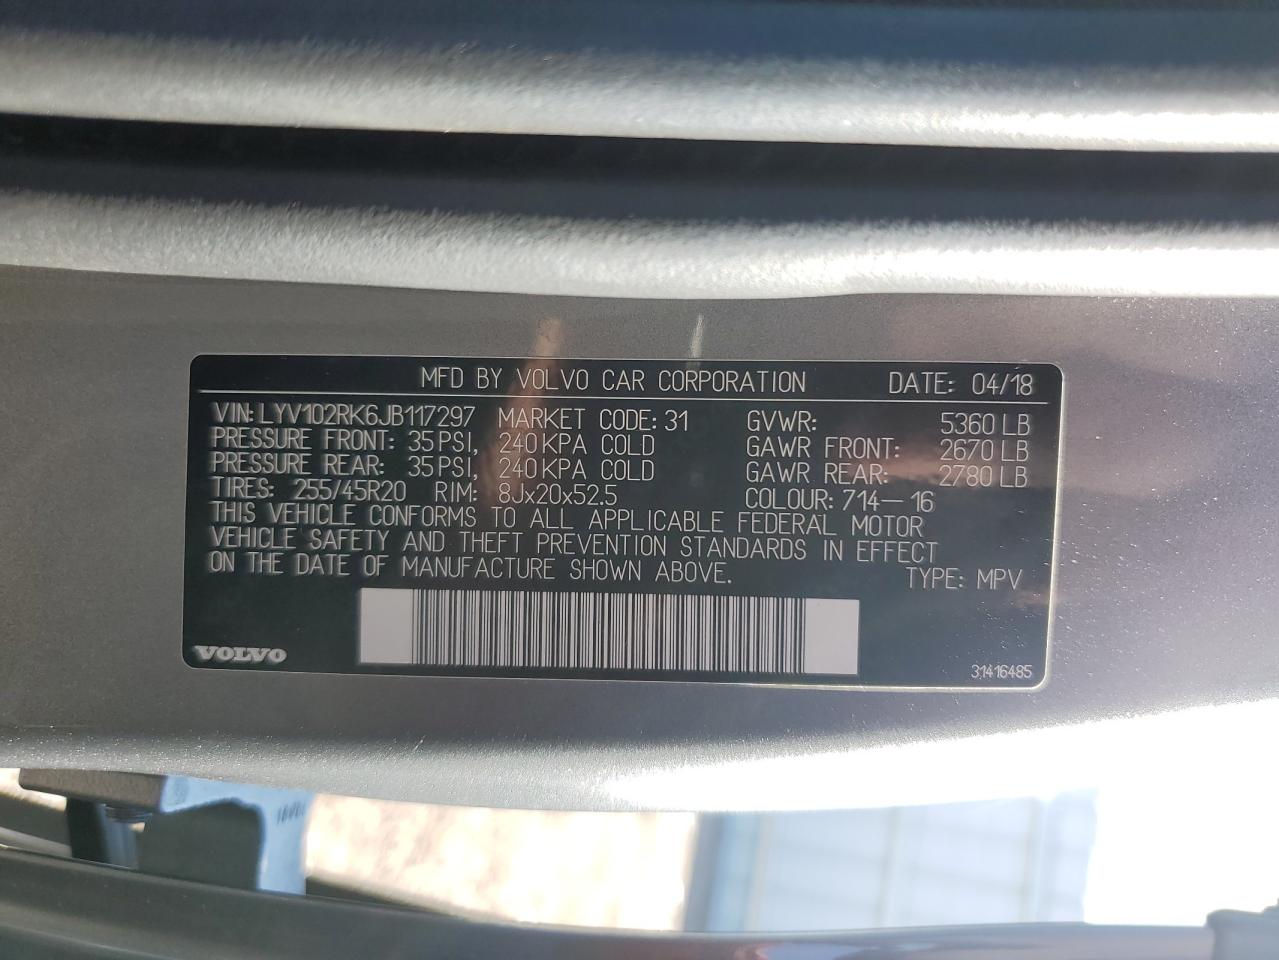 MFD BY VOLVO CAR CORPORATION DATE: 04/18
VIN: LYV102RK6JB117297 MARKET CODE: 31 GVWR: 5360 LB
PRESSURE FRONT: 35 PSI, 240 KPA COLD GAWR FRONT: 2670 LB
PRESSURE REAR: 35 PSI, 240 KPA COLD GAWR REAR: 2780 LB
TIRES: 255/45R20 RIM: 8Jx20x52.5 COLOUR: 714-16
THIS VEHICLE CONFORMS TO ALL APPLICABLE FEDERAL MOTOR
VEHICLE SAFETY AND THEFT PREVENTION STANDARDS IN EFFECT
ON THE DATE OF MANUFACTURE SHOWN ABOVE. TYPE: MPV
VOLVO 31416485